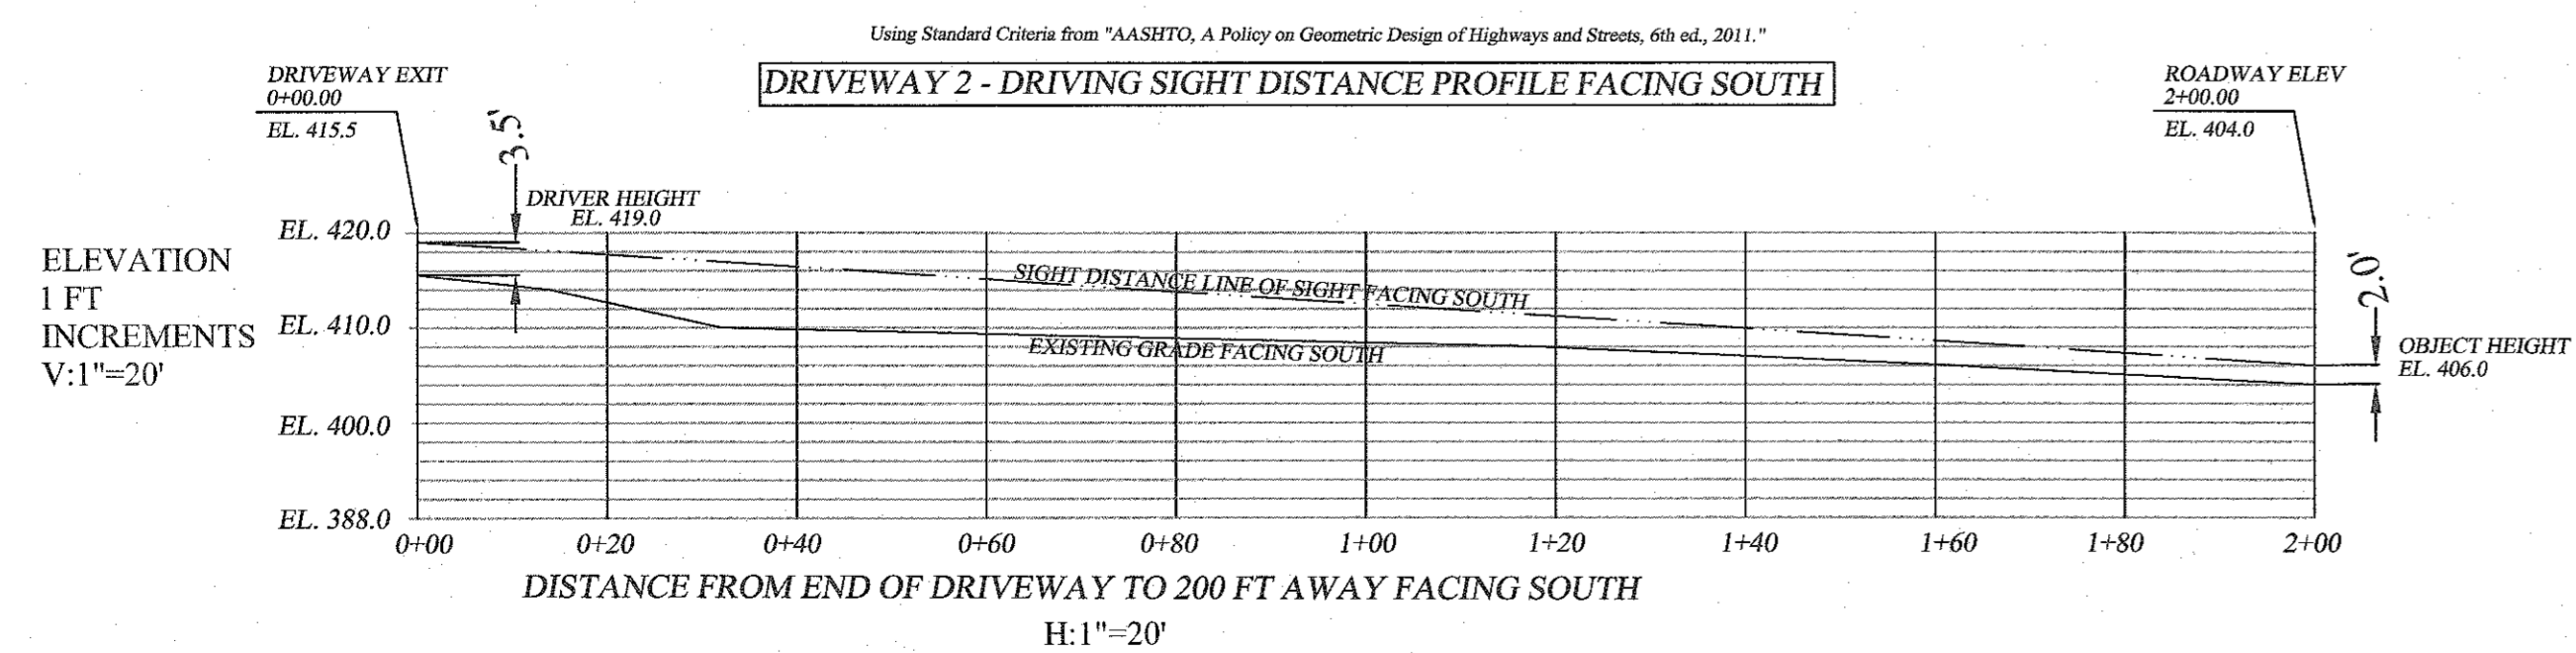 Using Standard Criteria from "AASHTO, A Policy on Geometric Design of Highways and Streets, 6th ed., 2011."
DRIVEWAY 2 - DRIVING SIGHT DISTANCE PROFILE FACING SOUTH
DRIVEWAY EXIT
0+00.00
EL. 415.5
ROADWAY ELEV
2+00.00
EL. 404.0
3.5'
DRIVER HEIGHT
EL. 419.0
ELEVATION
1 FT
INCREMENTS
V:1"=20'
EL. 420.0
EL. 410.0
EL. 400.0
EL. 388.0
SIGHT DISTANCE LINE OF SIGHT FACING SOUTH
EXISTING GRADE FACING SOUTH
2.0'
OBJECT HEIGHT
EL. 406.0
0+00 0+20 0+40 0+60 0+80 1+00 1+20 1+40 1+60 1+80 2+00
DISTANCE FROM END OF DRIVEWAY TO 200 FT AWAY FACING SOUTH
H:1"=20'